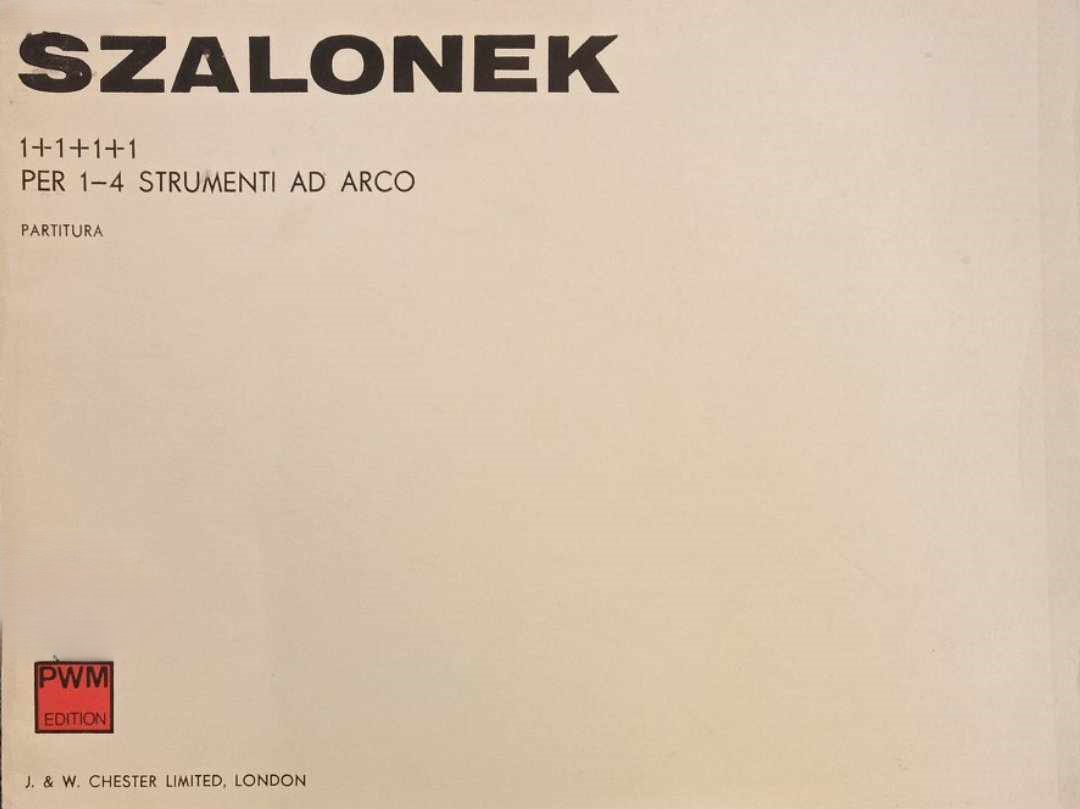 SZALONEK
1+1+1+1
PER 1–4 STRUMENTI AD ARCO
PARTITURA
PWM
EDITION
J. & W. CHESTER LIMITED, LONDON